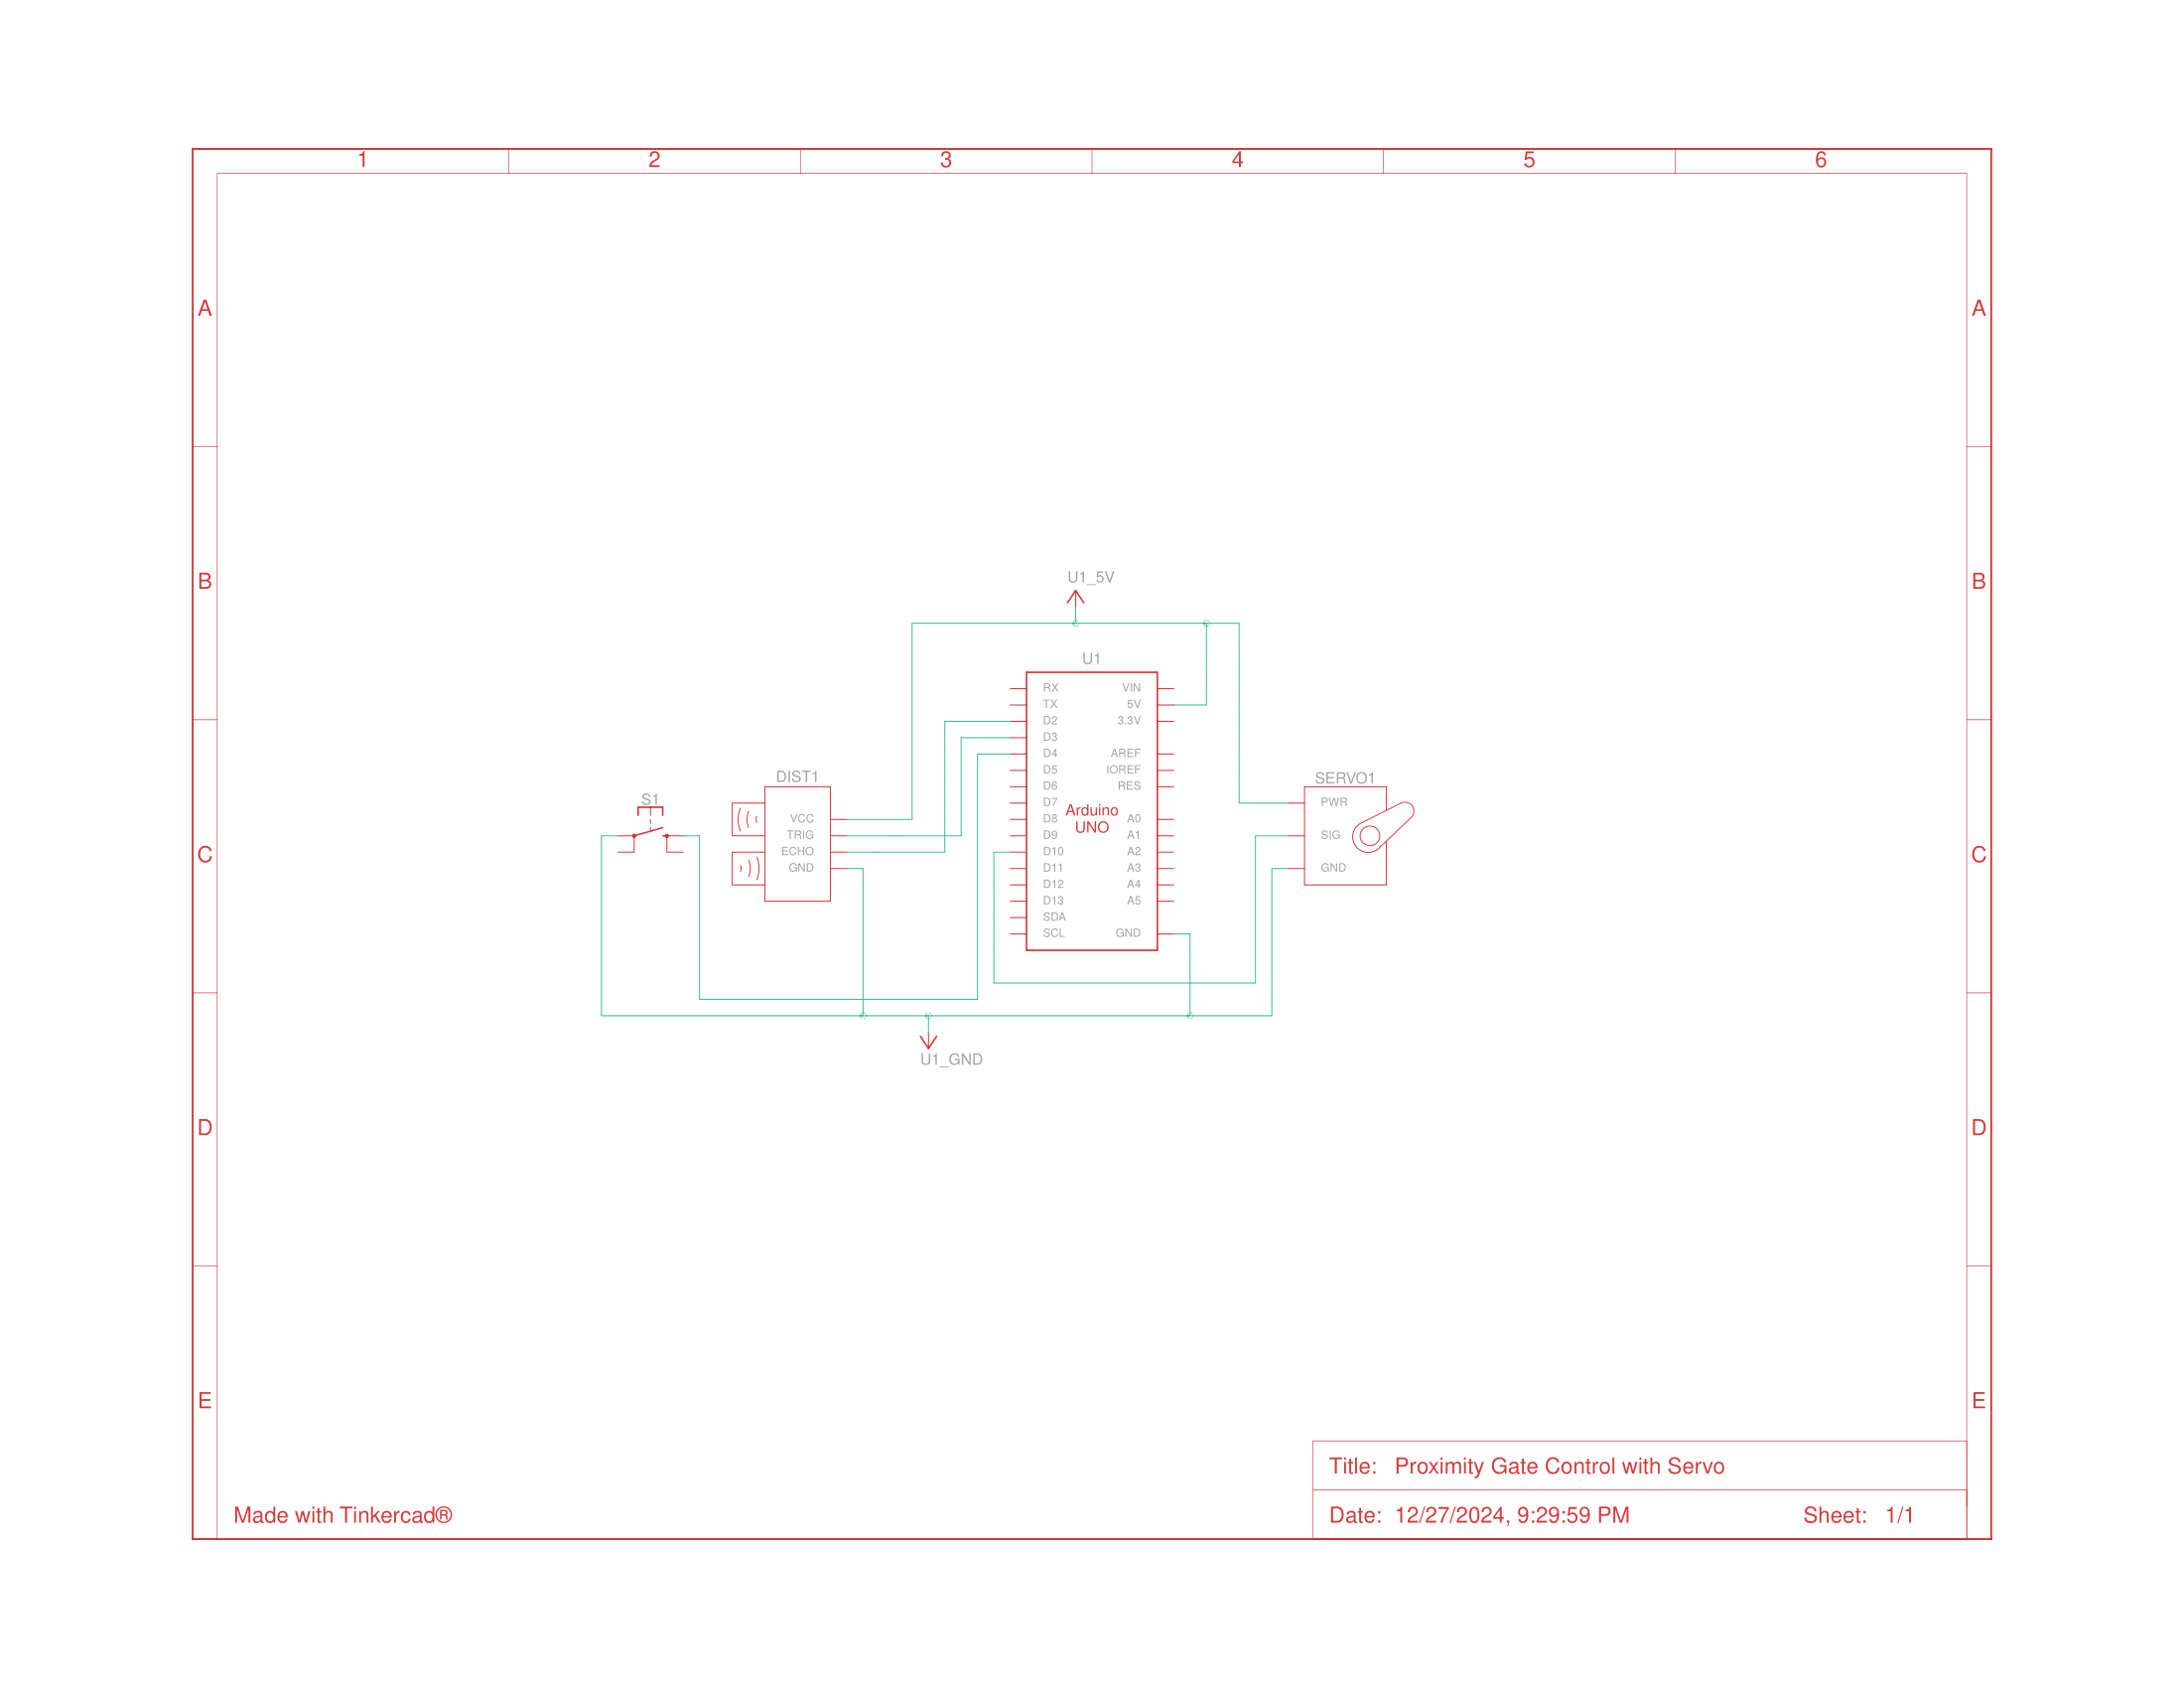 1 2 3 4 5 6
A A
B B
U1_5V
U1
RX VIN
TX 5V
D2 3.3V
D3
D4 AREF
D5 IOREF
D6 RES
D7
Arduino
UNO
D8 A0
D9 A1
D10 A2
D11 A3
D12 A4
D13 A5
SDA
SCL GND
S1
DIST1
VCC
TRIG
ECHO
GND
SERVO1
PWR
SIG
GND
C C
U1_GND
D D
E E
Title: Proximity Gate Control with Servo
Made with Tinkercad®
Date: 12/27/2024, 9:29:59 PM Sheet: 1/1